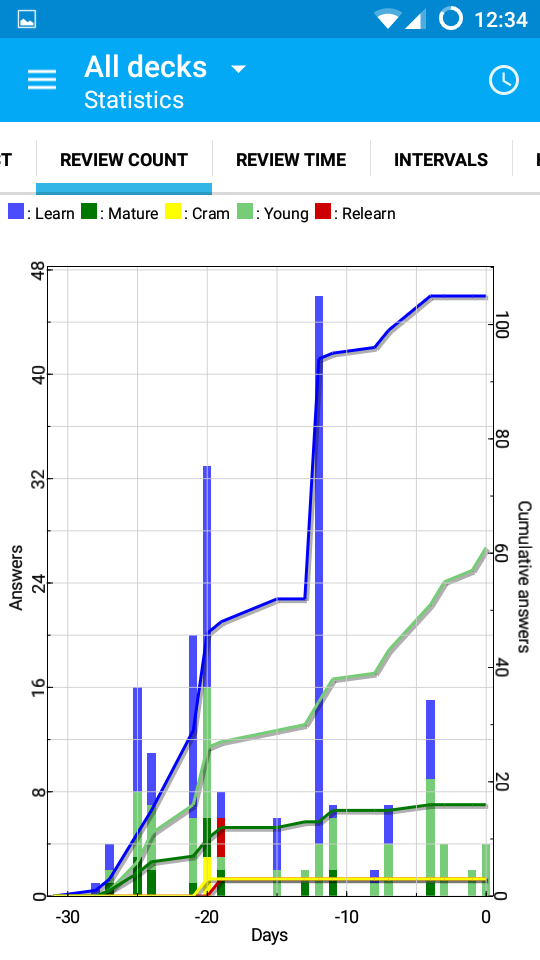 12:34
All decks
Statistics
T REVIEW COUNT REVIEW TIME INTERVALS
: Learn : Mature : Cram : Young : Relearn
48
40
32
24
16
8
0
Answers
100
80
60
40
20
0
Cumulative answers
-30 -20 -10 0
Days